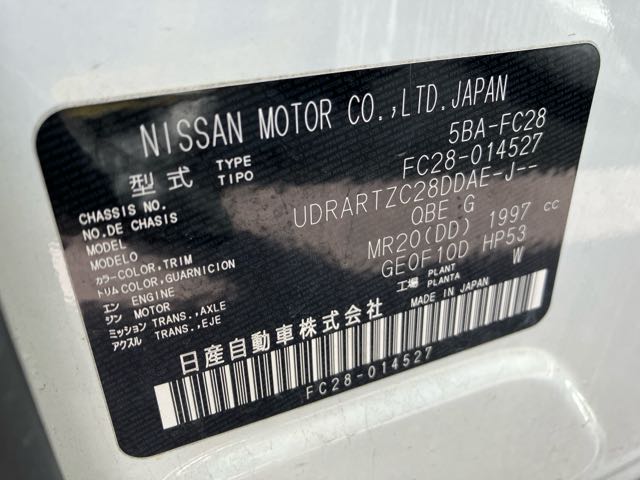 NISSAN MOTOR CO.,LTD.JAPAN
型式 TYPE TIPO 5BA-FC28
CHASSIS NO. NO.DE CHASIS FC28-014527
MODEL MODELO UDRARTZC28DDAE-J--
カラー COLOR,TRIM トリム COLOR,GUARNICION QBE G
エン ENGINE ジン MOTOR MR20(DD) 1997 cc
ミッション TRANS.,AXLE アクスル TRANS.,EJE GE0F10D HP53
工場 PLANT PLANTA W
日産自動車株式会社 MADE IN JAPAN
FC28-014527